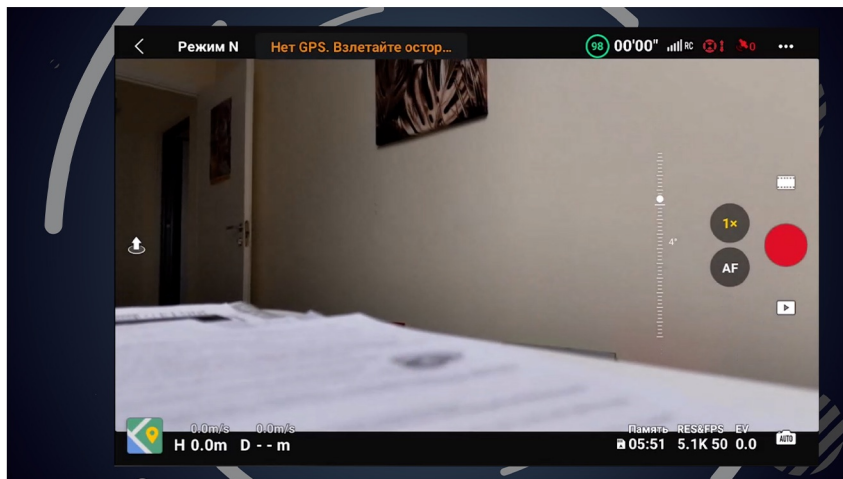 Режим N Нет GPS. Взлетайте остор... 98 00'00" RC 0
1×
4°
AF
0.0m/s 0.0m/s
H 0.0m D - - m
Память RES&FPS EV
05:51 5.1K 50 0.0
AUTO